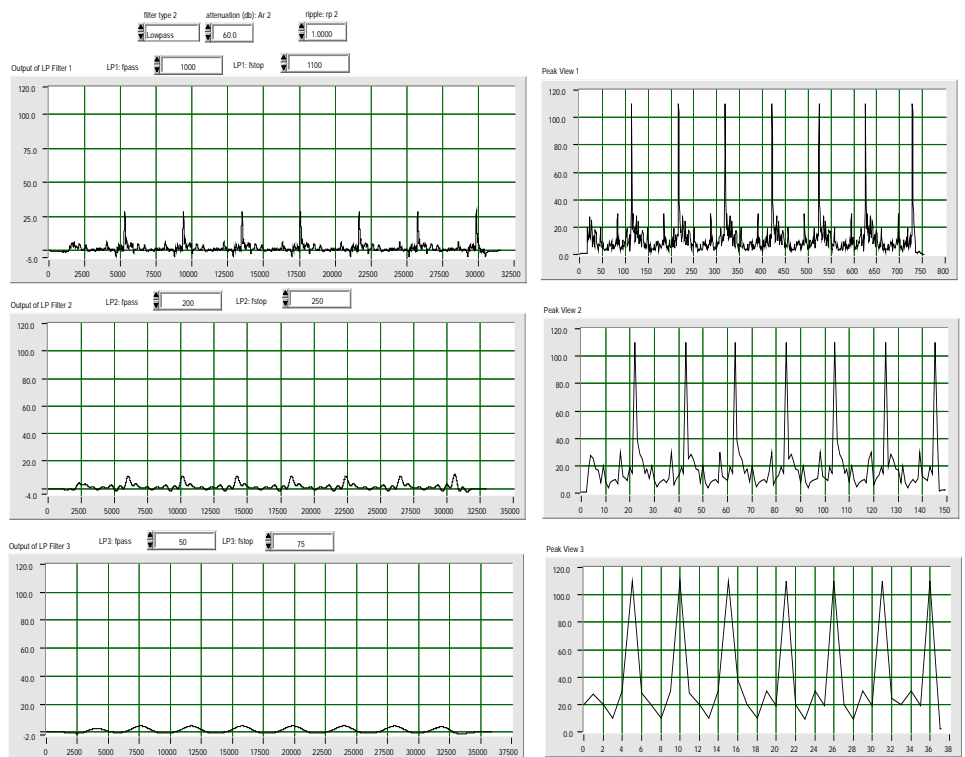 filter type 2 attenuation (db): Ar 2 ripple: rp 2
Lowpass 60.0 1.0000
Output of LP Filter 1 LP1: fpass 1000 LP1: fstop 1100
120.0
100.0
75.0
50.0
25.0
-5.0
0 2500 5000 7500 10000 12500 15000 17500 20000 22500 25000 27500 30000 32500
Peak View 1
120.0
100.0
80.0
60.0
40.0
20.0
0.0
0 50 100 150 200 250 300 350 400 450 500 550 600 650 700 750 800
Output of LP Filter 2 LP2: fpass 200 LP2: fstop 250
120.0
100.0
80.0
60.0
40.0
20.0
-4.0
0 2500 5000 7500 10000 12500 15000 17500 20000 22500 25000 27500 30000 32500 35000
Peak View 2
120.0
100.0
80.0
60.0
40.0
20.0
0.0
0 10 20 30 40 50 60 70 80 90 100 110 120 130 140 150
Output of LP Filter 3 LP3: fpass 50 LP3: fstop 75
120.0
100.0
80.0
60.0
40.0
20.0
-2.0
0 2500 5000 7500 10000 12500 15000 17500 20000 22500 25000 27500 30000 32500 35000 37500
Peak View 3
120.0
100.0
80.0
60.0
40.0
20.0
0.0
0 2 4 6 8 10 12 14 16 18 20 22 24 26 28 30 32 34 36 38